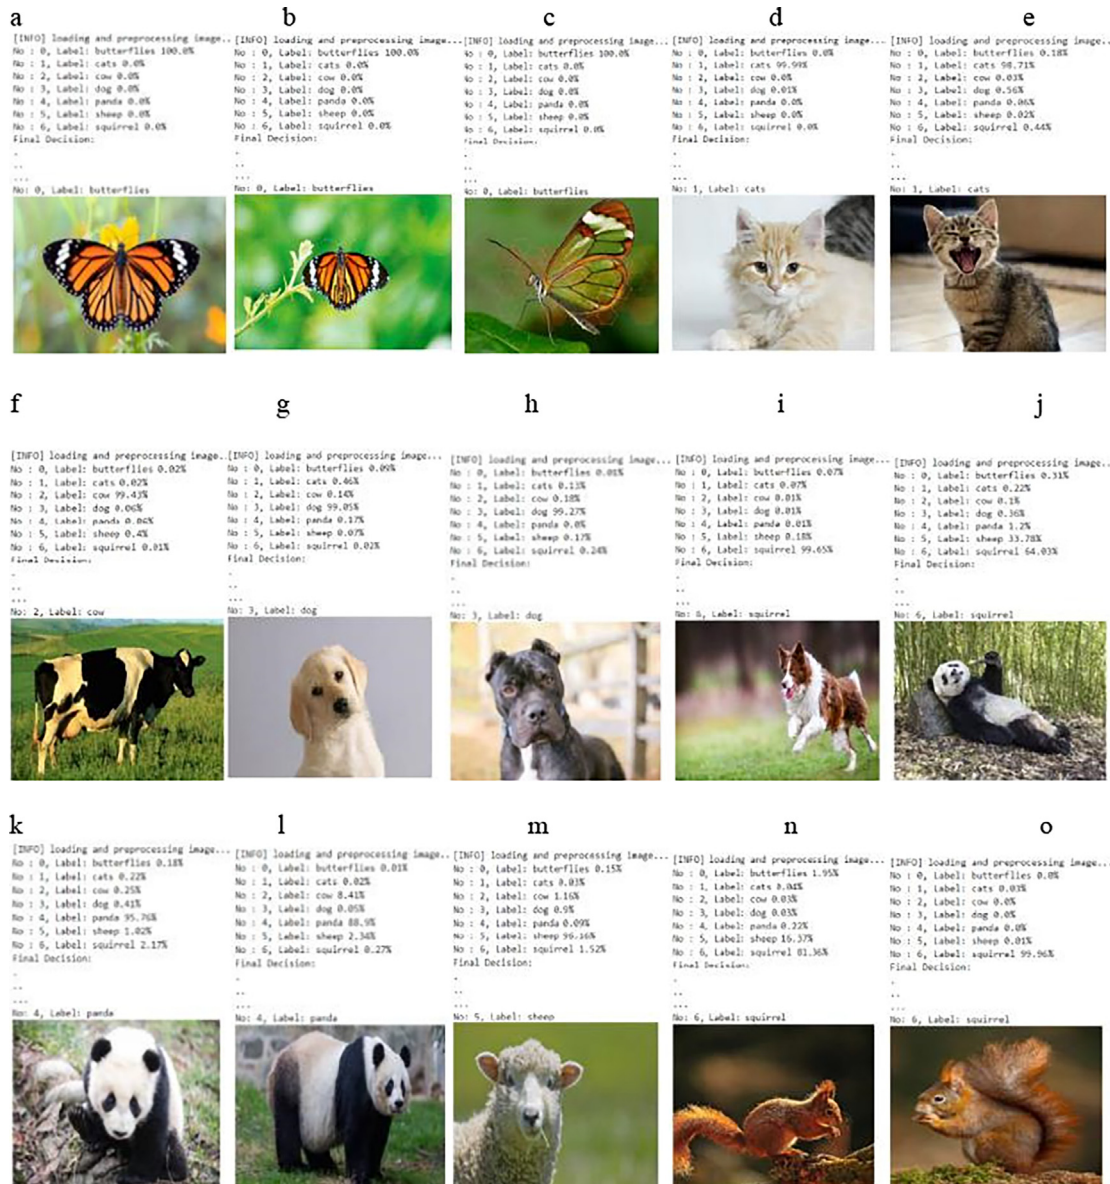 a
[INFO] loading and preprocessing image..
No : 0, Label: butterflies 100.0%
No : 1, Label: cats 0.0%
No : 2, Label: cow 0.0%
No : 3, Label: dog 0.0%
No : 4, Label: panda 0.0%
No : 5, Label: sheep 0.0%
No : 6, Label: squirrel 0.0%
Final Decision:
.
..
...
No: 0, Label: butterflies
b
[INFO] loading and preprocessing image...
No : 0, Label: butterflies 100.0%
No : 1, Label: cats 0.0%
No : 2, Label: cow 0.0%
No : 3, Label: dog 0.0%
No : 4, Label: panda 0.0%
No : 5, Label: sheep 0.0%
No : 6, Label: squirrel 0.0%
Final Decision:
.
..
...
No: 0, Label: butterflies
c
[INFO] loading and preprocessing image...
No : 0, Label: butterflies 100.0%
No : 1, Label: cats 0.0%
No : 2, Label: cow 0.0%
No : 3, Label: dog 0.0%
No : 4, Label: panda 0.0%
No : 5, Label: sheep 0.0%
No : 6, Label: squirrel 0.0%
Final Decision:
.
..
...
No: 0, Label: butterflies
d
[INFO] loading and preprocessing image...
No : 0, Label: butterflies 0.0%
No : 1, Label: cats 99.99%
No : 2, Label: cow 0.0%
No : 3, Label: dog 0.01%
No : 4, Label: panda 0.0%
No : 5, Label: sheep 0.0%
No : 6, Label: squirrel 0.0%
Final Decision:
.
..
...
No: 1, Label: cats
e
[INFO] loading and preprocessing image...
No : 0, Label: butterflies 0.18%
No : 1, Label: cats 98.71%
No : 2, Label: cow 0.03%
No : 3, Label: dog 0.56%
No : 4, Label: panda 0.06%
No : 5, Label: sheep 0.02%
No : 6, Label: squirrel 0.44%
Final Decision:
.
..
...
No: 1, Label: cats
f
[INFO] loading and preprocessing image..
No : 0, Label: butterflies 0.02%
No : 1, Label: cats 0.02%
No : 2, Label: cow 99.43%
No : 3, Label: dog 0.06%
No : 4, Label: panda 0.06%
No : 5, Label: sheep 0.4%
No : 6, Label: squirrel 0.01%
Final Decision:
.
..
...
No: 2, Label: cow
g
[INFO] loading and preprocessing image...
No : 0, Label: butterflies 0.09%
No : 1, Label: cats 0.46%
No : 2, Label: cow 0.14%
No : 3, Label: dog 99.05%
No : 4, Label: panda 0.17%
No : 5, Label: sheep 0.07%
No : 6, Label: squirrel 0.02%
Final Decision:
.
..
...
No: 3, Label: dog
h
[INFO] loading and preprocessing image...
No : 0, Label: butterflies 0.01%
No : 1, Label: cats 0.13%
No : 2, Label: cow 0.18%
No : 3, Label: dog 99.27%
No : 4, Label: panda 0.0%
No : 5, Label: sheep 0.17%
No : 6, Label: squirrel 0.24%
Final Decision:
.
..
...
No: 3, Label: dog
i
[INFO] loading and preprocessing image...
No : 0, Label: butterflies 0.07%
No : 1, Label: cats 0.07%
No : 2, Label: cow 0.01%
No : 3, Label: dog 0.01%
No : 4, Label: panda 0.01%
No : 5, Label: sheep 0.18%
No : 6, Label: squirrel 99.65%
Final Decision:
.
..
...
No: 6, Label: squirrel
j
[INFO] loading and preprocessing image...
No : 0, Label: butterflies 0.31%
No : 1, Label: cats 0.22%
No : 2, Label: cow 0.1%
No : 3, Label: dog 0.36%
No : 4, Label: panda 1.2%
No : 5, Label: sheep 33.78%
No : 6, Label: squirrel 64.03%
Final Decision:
.
..
...
No: 6, Label: squirrel
k
[INFO] loading and preprocessing image...
No : 0, Label: butterflies 0.18%
No : 1, Label: cats 0.22%
No : 2, Label: cow 0.25%
No : 3, Label: dog 0.41%
No : 4, Label: panda 95.76%
No : 5, Label: sheep 1.02%
No : 6, Label: squirrel 2.17%
Final Decision:
.
..
...
No: 4, Label: panda
l
[INFO] loading and preprocessing image..
No : 0, Label: butterflies 0.01%
No : 1, Label: cats 0.02%
No : 2, Label: cow 8.41%
No : 3, Label: dog 0.05%
No : 4, Label: panda 88.9%
No : 5, Label: sheep 2.34%
No : 6, Label: squirrel 0.27%
Final Decision:
.
..
...
No: 4, Label: panda
m
[INFO] loading and preprocessing image...
No : 0, Label: butterflies 0.15%
No : 1, Label: cats 0.03%
No : 2, Label: cow 1.16%
No : 3, Label: dog 0.9%
No : 4, Label: panda 0.09%
No : 5, Label: sheep 96.16%
No : 6, Label: squirrel 1.52%
Final Decision:
.
..
...
No: 5, Label: sheep
n
[INFO] loading and preprocessing image...
No : 0, Label: butterflies 1.95%
No : 1, Label: cats 0.04%
No : 2, Label: cow 0.03%
No : 3, Label: dog 0.03%
No : 4, Label: panda 0.22%
No : 5, Label: sheep 16.37%
No : 6, Label: squirrel 81.36%
Final Decision:
.
..
...
No: 6, Label: squirrel
o
[INFO] loading and preprocessing image...
No : 0, Label: butterflies 0.0%
No : 1, Label: cats 0.03%
No : 2, Label: cow 0.0%
No : 3, Label: dog 0.0%
No : 4, Label: panda 0.0%
No : 5, Label: sheep 0.01%
No : 6, Label: squirrel 99.96%
Final Decision:
.
..
...
No: 6, Label: squirrel